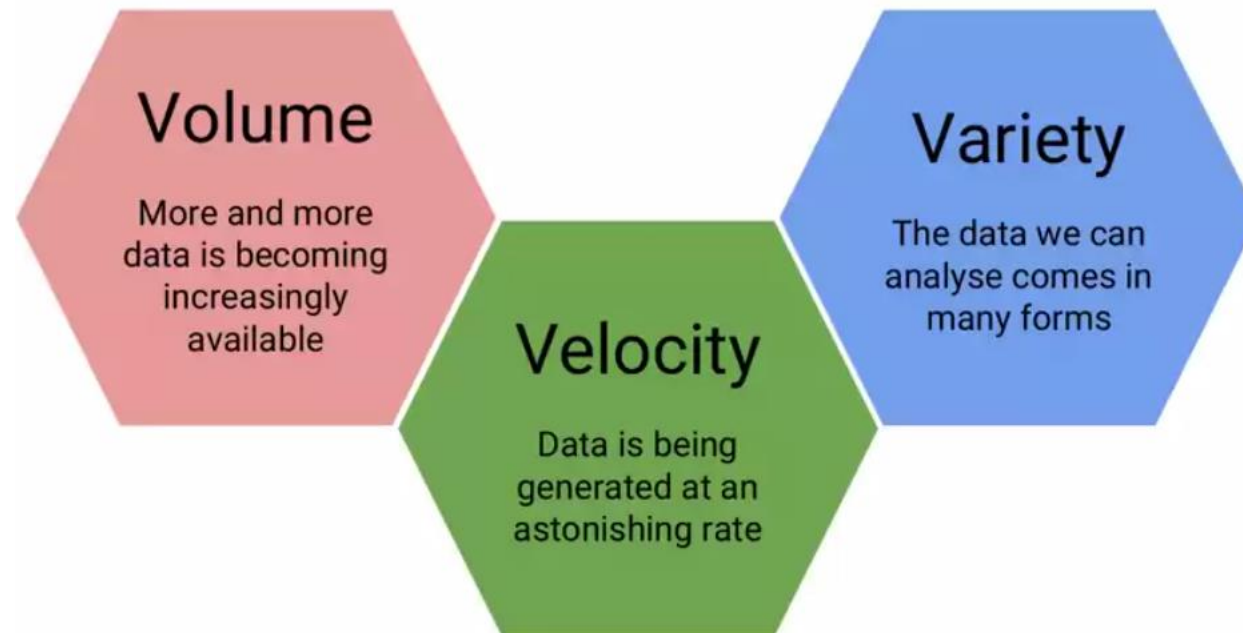 Volume
More and more
data is becoming
increasingly
available
Velocity
Data is being
generated at an
astonishing rate
Variety
The data we can
analyse comes in
many forms